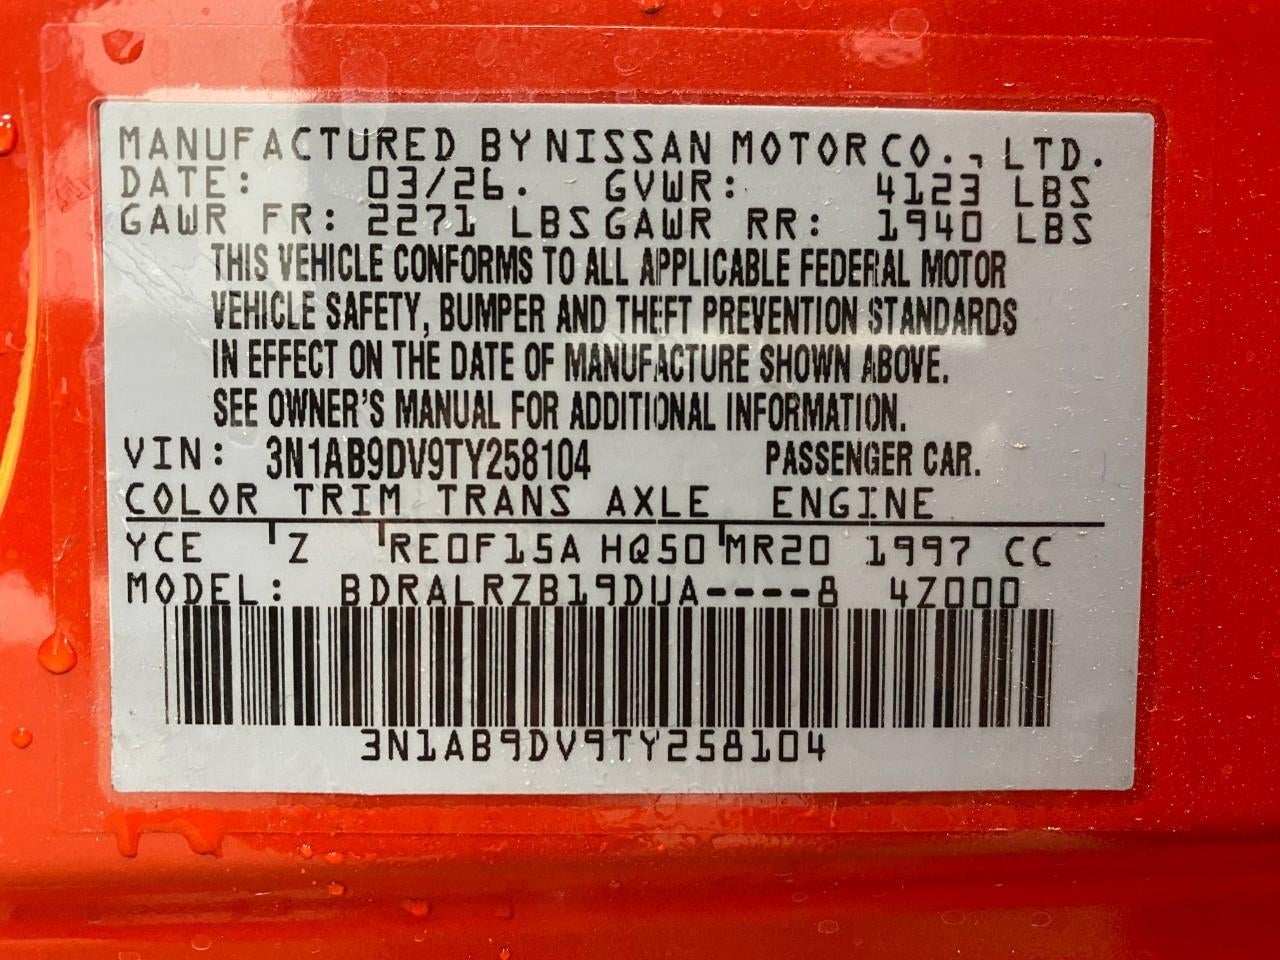 MANUFACTURED BY NISSAN MOTOR CO., LTD.
DATE: 03/26. GVWR: 4123 LBS
GAWR FR: 2271 LBS GAWR RR: 1940 LBS
THIS VEHICLE CONFORMS TO ALL APPLICABLE FEDERAL MOTOR
VEHICLE SAFETY, BUMPER AND THEFT PREVENTION STANDARDS
IN EFFECT ON THE DATE OF MANUFACTURE SHOWN ABOVE.
SEE OWNER'S MANUAL FOR ADDITIONAL INFORMATION.
VIN: 3N1AB9DV9TY258104 PASSENGER CAR.
COLOR TRIM TRANS AXLE ENGINE
YCE Z RE0F15A HQ50 MR20 1997 CC
MODEL: BDRALRZB19DUA----8 4Z000
3N1AB9DV9TY258104